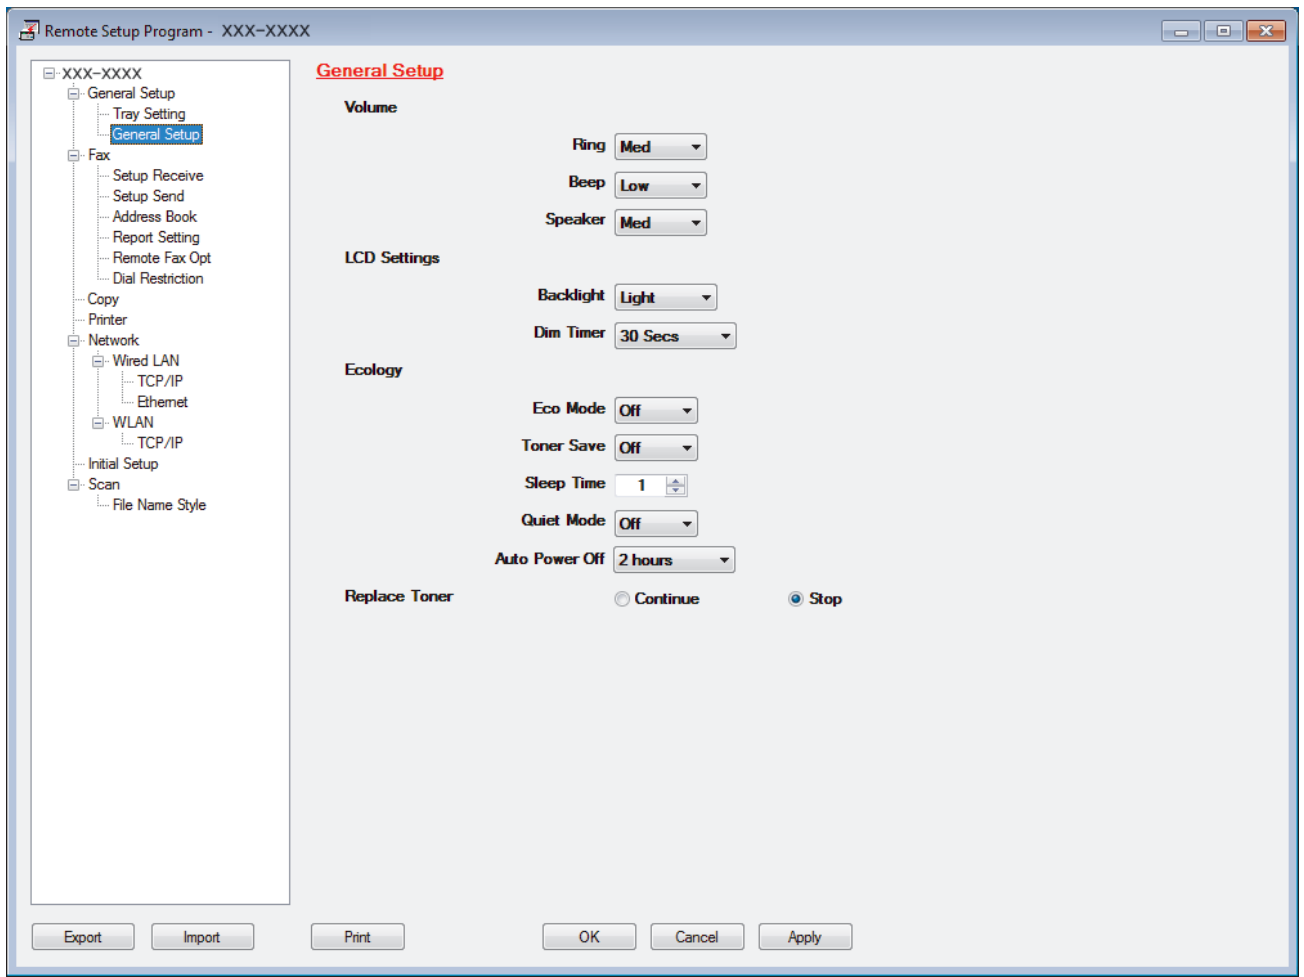 Remote Setup Program - XXX-XXXX
XXX-XXXX
General Setup
Tray Setting
General Setup
Fax
Setup Receive
Setup Send
Address Book
Report Setting
Remote Fax Opt
Dial Restriction
Copy
Printer
Network
Wired LAN
TCP/IP
Ethernet
WLAN
TCP/IP
Initial Setup
Scan
File Name Style
General Setup
Volume
Ring Med
Beep Low
Speaker Med
LCD Settings
Backlight Light
Dim Timer 30 Secs
Ecology
Eco Mode Off
Toner Save Off
Sleep Time 1
Quiet Mode Off
Auto Power Off 2 hours
Replace Toner Continue Stop
Export Import Print OK Cancel Apply